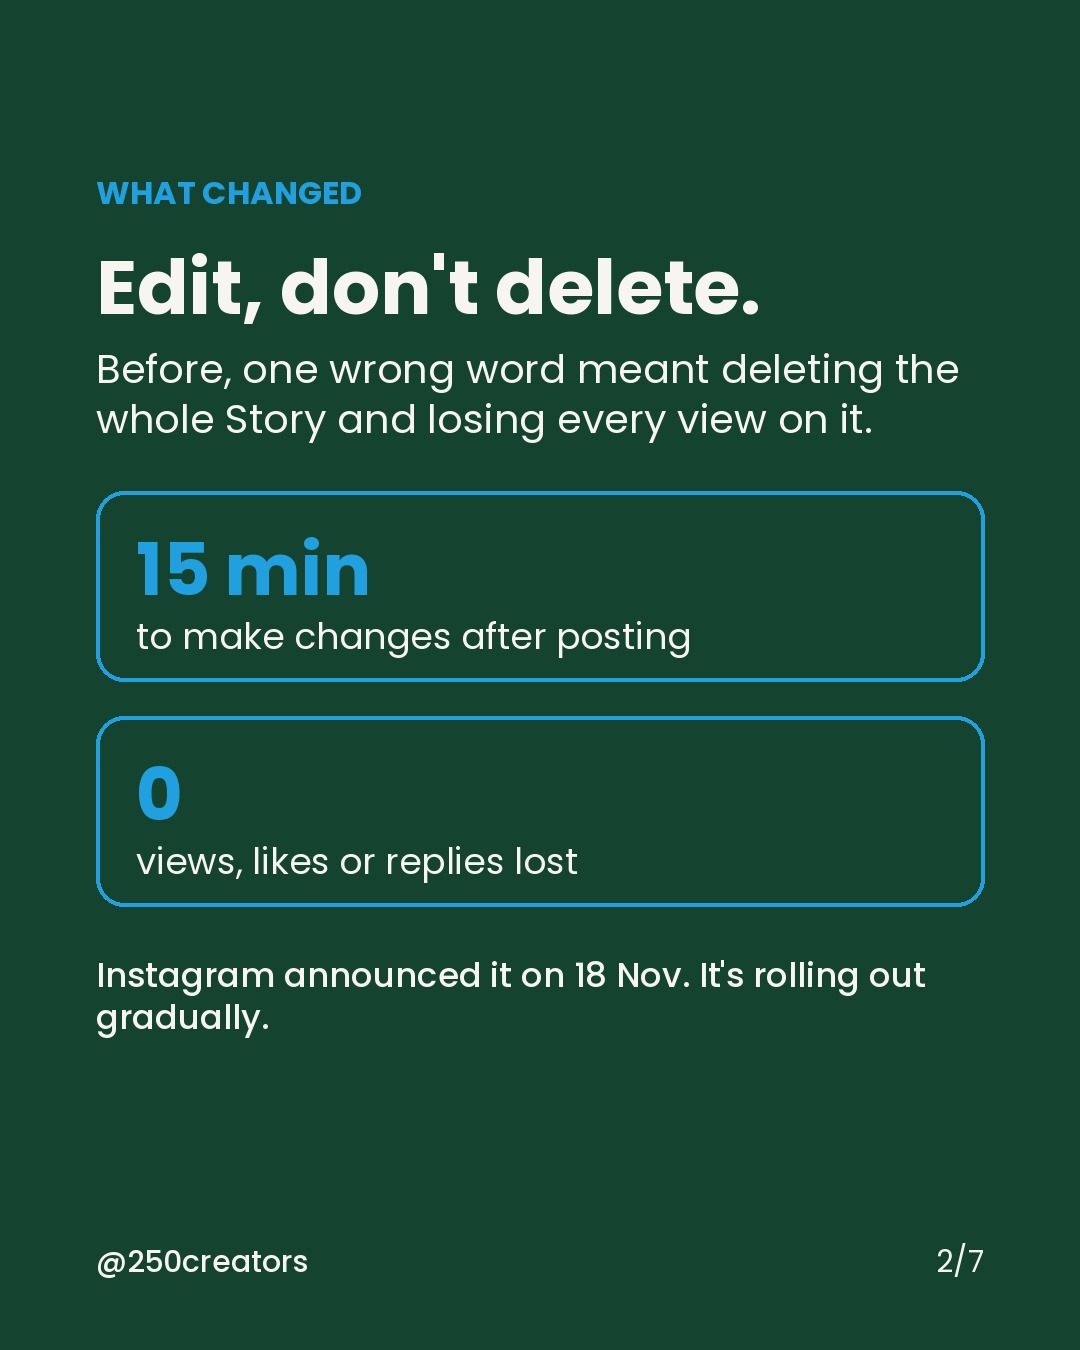 WHAT CHANGED
Edit, don't delete.
Before, one wrong word meant deleting the
whole Story and losing every view on it.
15 min
to make changes after posting
0
views, likes or replies lost
Instagram announced it on 18 Nov. It's rolling out
gradually.
@250creators
2/7